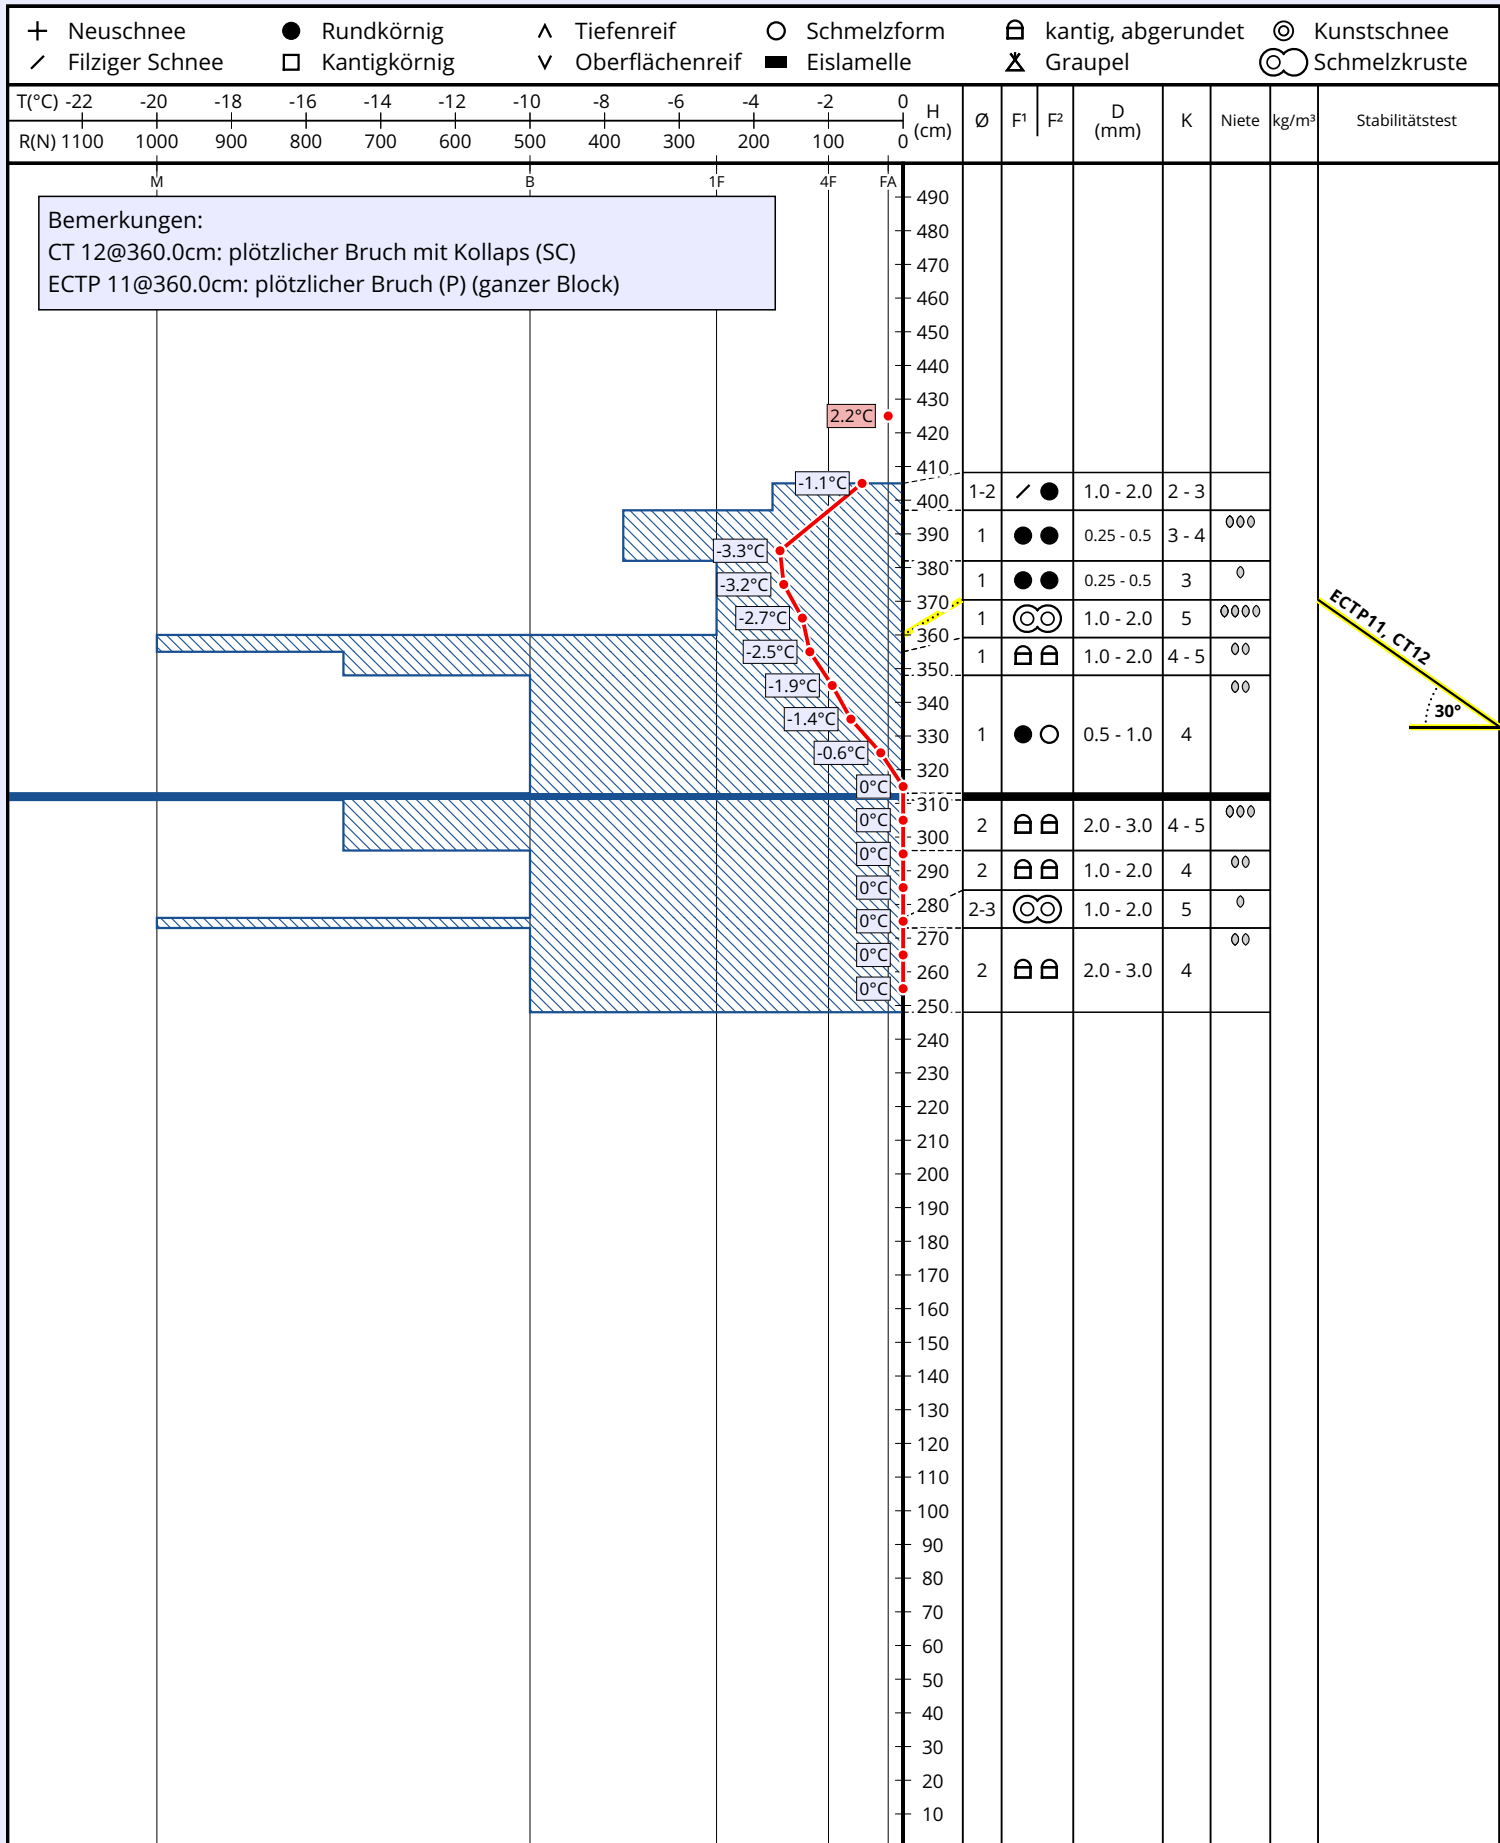 Neuschnee Rundkörnig Tiefenreif Schmelzform kantig, abgerundet Kunstschnee
Filziger Schnee Kantigkörnig Oberflächenreif Eislamelle Graupel Schmelzkruste
T(°C) -22 -20 -18 -16 -14 -12 -10 -8 -6 -4 -2 0
R(N) 1100 1000 900 800 700 600 500 400 300 200 100 0
H (cm) Ø F¹ F² D (mm) K Niete kg/m³ Stabilitätstest
M B 1F 4F FA
Bemerkungen:
CT 12@360.0cm: plötzlicher Bruch mit Kollaps (SC)
ECTP 11@360.0cm: plötzlicher Bruch (P) (ganzer Block)
490
480
470
460
450
440
430
2.2°C
420
410
-1.1°C 1-2 1.0 - 2.0 2 - 3
400
390 1 0.25 - 0.5 3 - 4
-3.3°C
380
-3.2°C 1 0.25 - 0.5 3
370
-2.7°C 1 1.0 - 2.0 5
360
-2.5°C 1 1.0 - 2.0 4 - 5
350
-1.9°C
340
-1.4°C
330 1 0.5 - 1.0 4
-0.6°C
320
0°C
310
0°C 2 2.0 - 3.0 4 - 5
300
0°C
290 2 1.0 - 2.0 4
0°C
280 2-3 1.0 - 2.0 5
0°C
270
0°C
260 2 2.0 - 3.0 4
0°C
250
ECTP11, CT12
30°
240
230
220
210
200
190
180
170
160
150
140
130
120
110
100
90
80
70
60
50
40
30
20
10